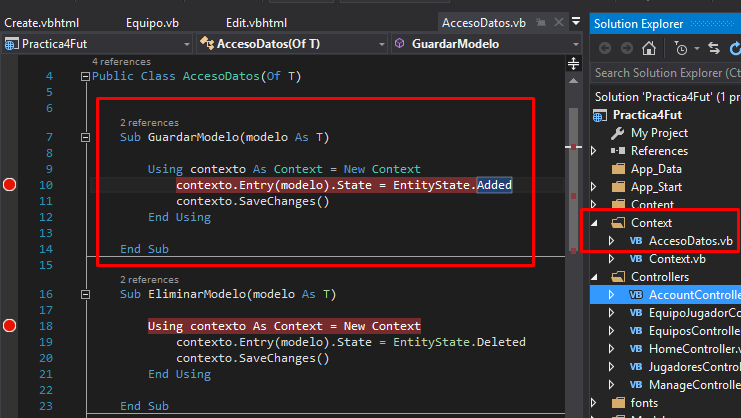 Create.vbhtml Equipo.vb Edit.vbhtml AccesoDatos.vb
Practica4Fut AccesoDatos(Of T) GuardarModelo
4 references
4 Public Class AccesoDatos(Of T)
5
6
2 references
7 Sub GuardarModelo(modelo As T)
8
9 Using contexto As Context = New Context
10 contexto.Entry(modelo).State = EntityState.Added
11 contexto.SaveChanges()
12 End Using
13
14 End Sub
15
2 references
16 Sub EliminarModelo(modelo As T)
17
18 Using contexto As Context = New Context
19 contexto.Entry(modelo).State = EntityState.Deleted
20 contexto.SaveChanges()
21 End Using
22
23 End Sub
Solution Explorer
Search Solution Explorer (Ctrl
Solution 'Practica4Fut' (1 pr
Practica4Fut
My Project
References
App_Data
App_Start
Content
Context
VB AccesoDatos.vb
VB Context.vb
Controllers
VB AccountControlle
VB EquipoJugadorCo
VB EquiposController
VB HomeController.v
VB JugadoresControl
VB ManageControlle
fonts